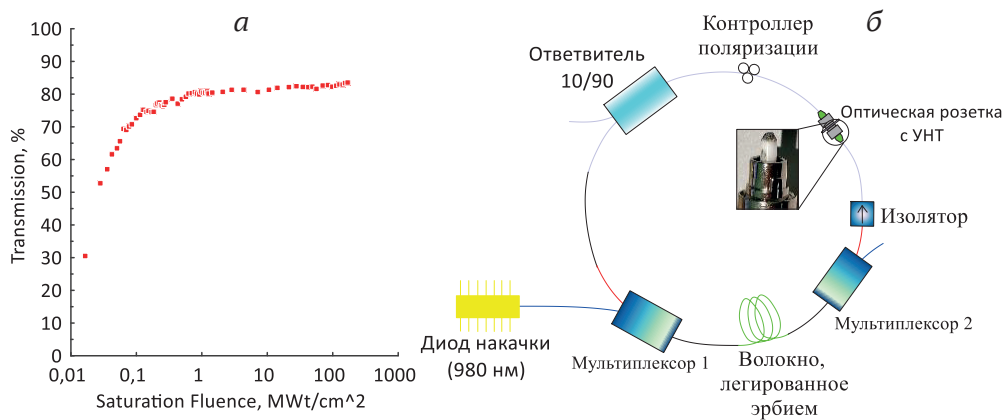 а
Transmission, %
100
90
80
70
60
50
40
30
20
10
0
0,01
0,1
1
10
100
1000
Saturation Fluence, MWt/cm^2
б
Контроллер
поляризации
Ответвитель
10/90
Оптическая розетка
с УНТ
Изолятор
Мультиплексор 2
Диод накачки
(980 нм)
Мультиплексор 1
Волокно,
легированное
эрбием